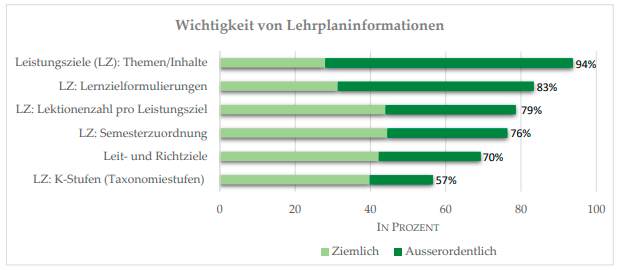 Wichtigkeit von Lehrplaninformationen
Leistungsziele (LZ): Themen/Inhalte 94%
LZ: Lernzielformulierungen 83%
LZ: Lektionenzahl pro Leistungsziel 79%
LZ: Semesterzuordnung 76%
Leit- und Richtziele 70%
LZ: K-Stufen (Taxonomiestufen) 57%
0 20 40 60 80 100
IN PROZENT
Ziemlich Ausserordentlich